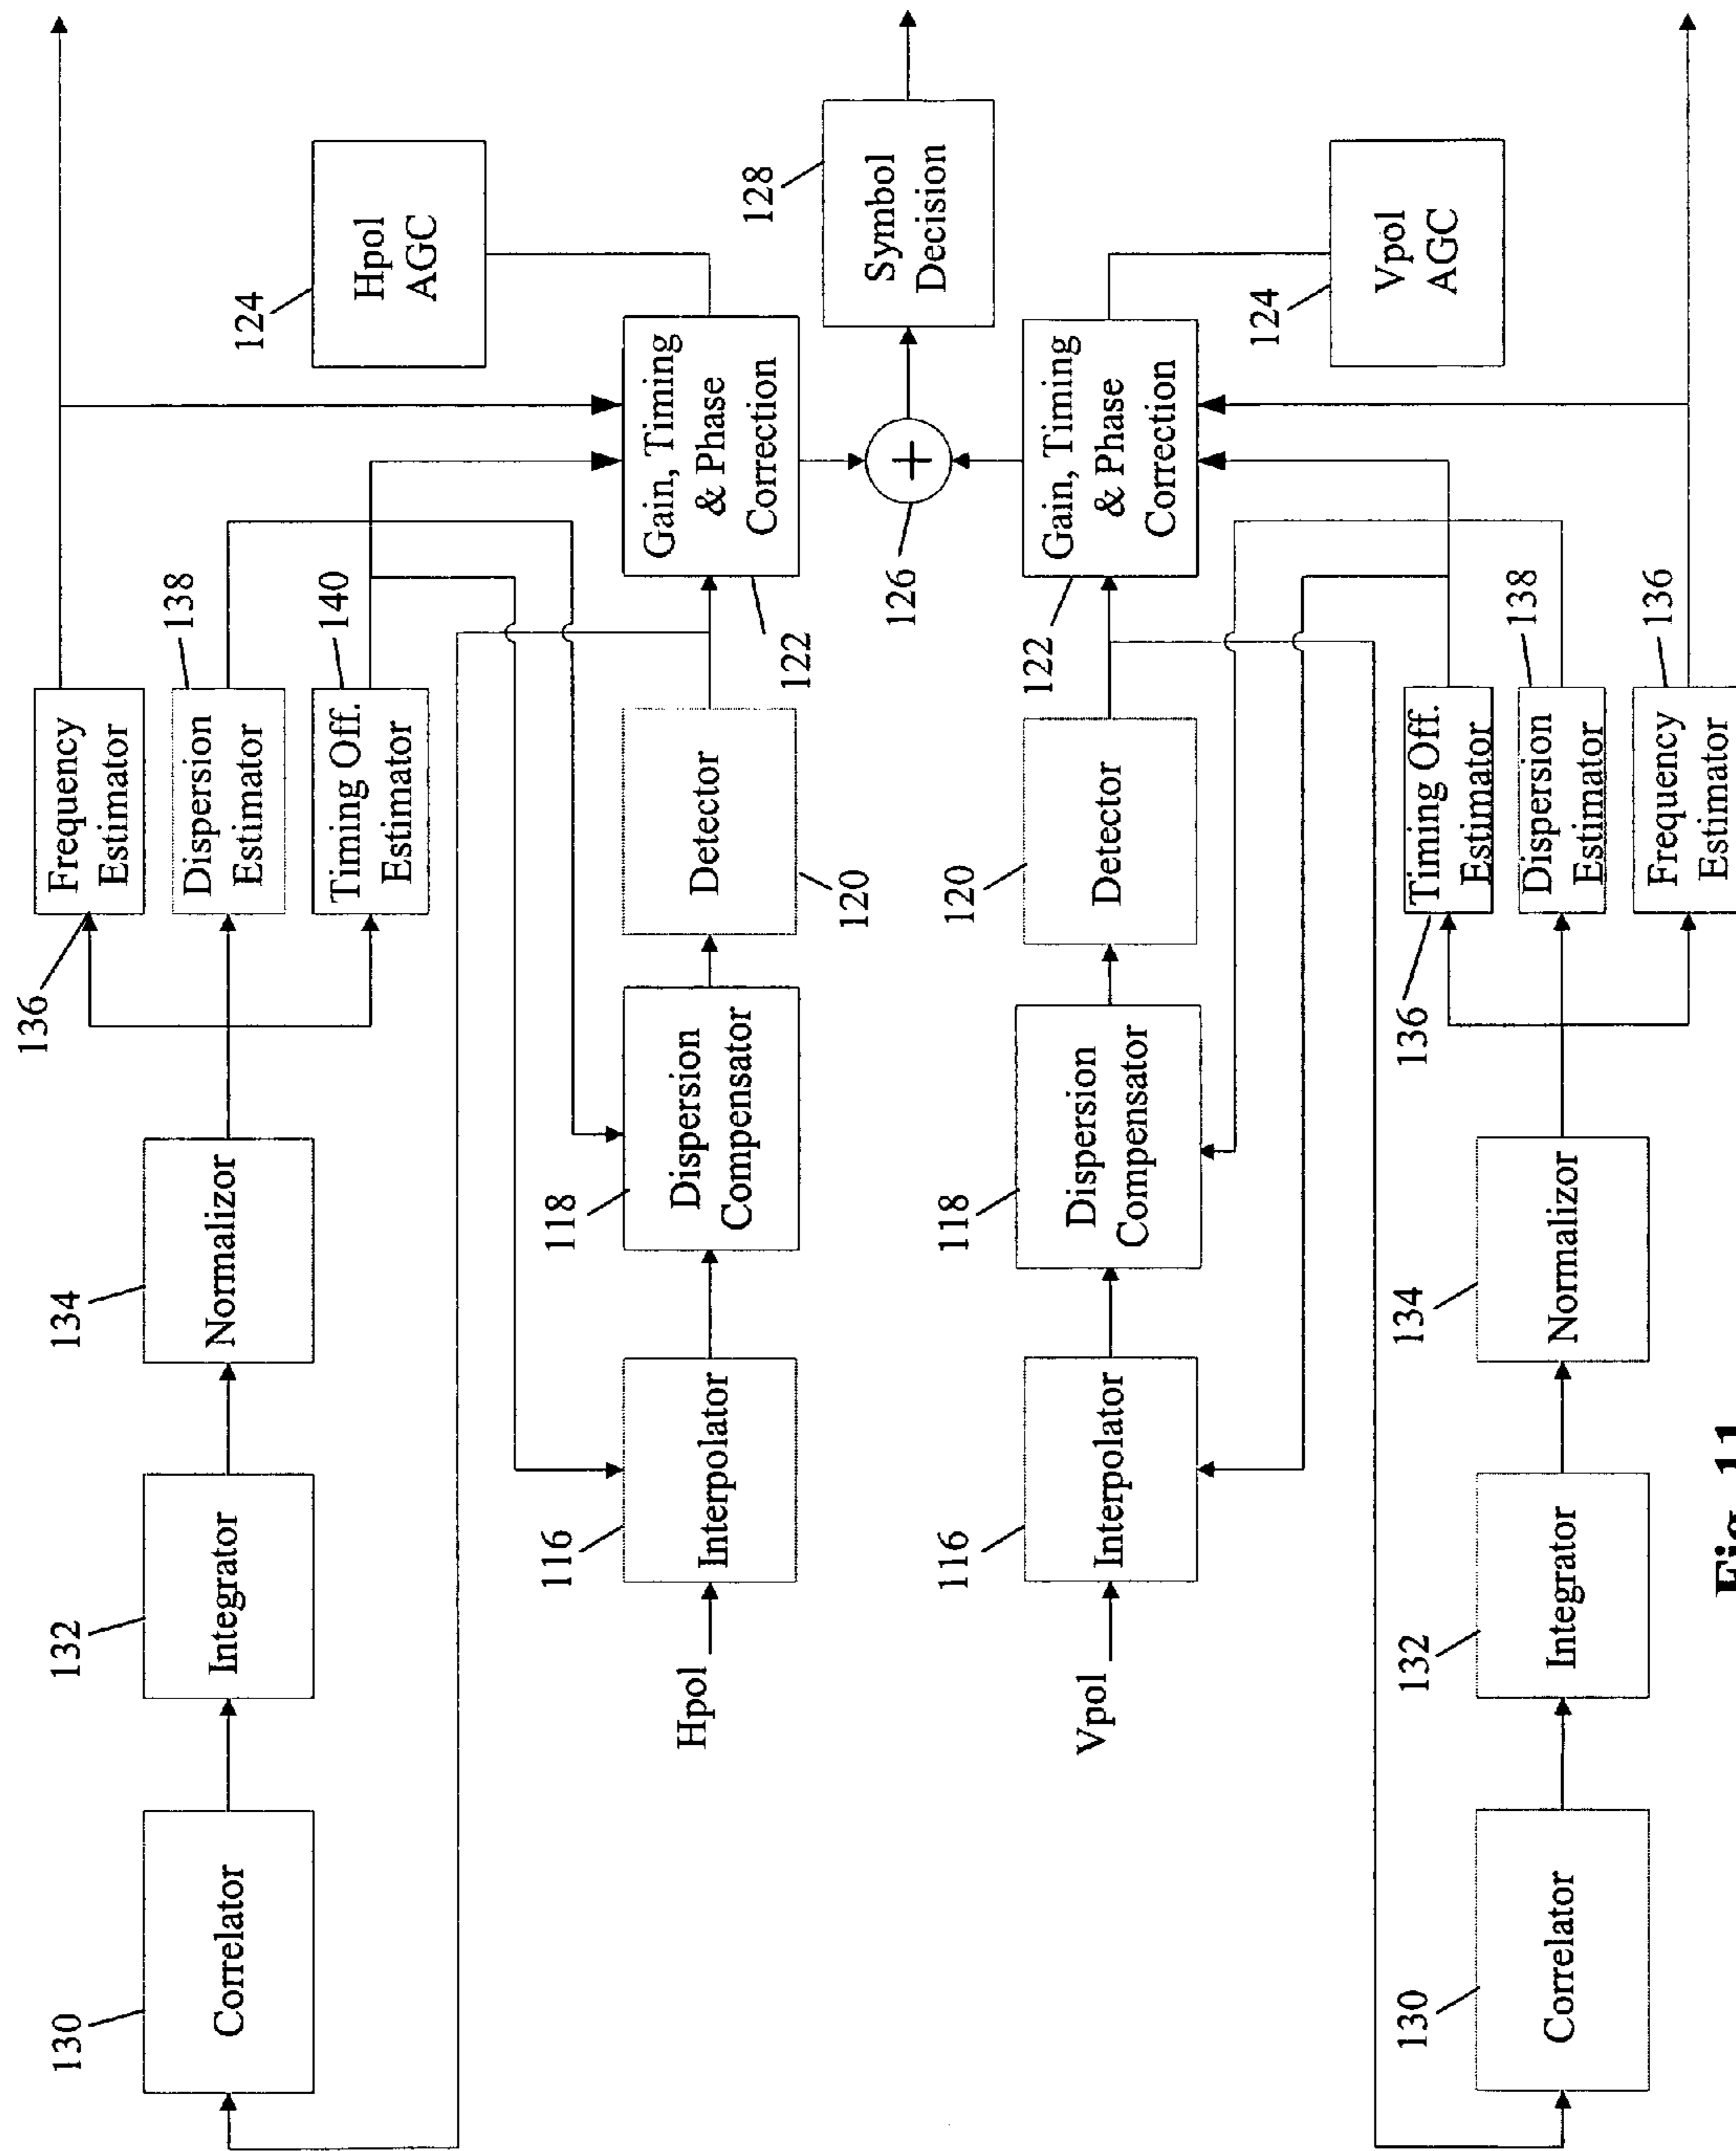 130
Correlator
132
Integrator
134
Normalizor
136
Frequency
Estimator
138
Dispersion
Estimator
140
Timing Off.
Estimator
124
Hpol
AGC
Hpol
116
Interpolator
118
Dispersion
Compensator
120
Detector
122
Gain, Timing
& Phase
Correction
126
+
128
Symbol
Decision
Vpol
116
Interpolator
118
Dispersion
Compensator
120
Detector
122
Gain, Timing
& Phase
Correction
124
Vpol
AGC
130
Correlator
132
Integrator
134
Normalizor
136
Timing Off.
Estimator
138
Dispersion
Estimator
136
Frequency
Estimator
Fig. 11